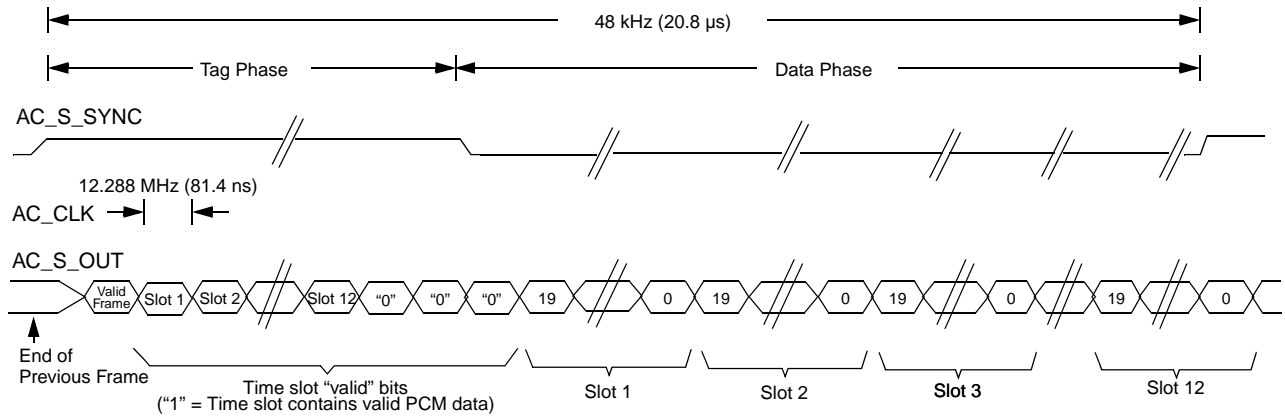 48 kHz (20.8 µs)
Tag Phase
Data Phase
AC_S_SYNC
12.288 MHz (81.4 ns)
AC_CLK
AC_S_OUT
Valid Frame
Slot 1
Slot 2
Slot 12
“0”
“0”
“0”
19
0
19
0
19
0
19
0
End of
Previous Frame
Time slot “valid” bits
(“1” = Time slot contains valid PCM data)
Slot 1
Slot 2
Slot 3
Slot 12